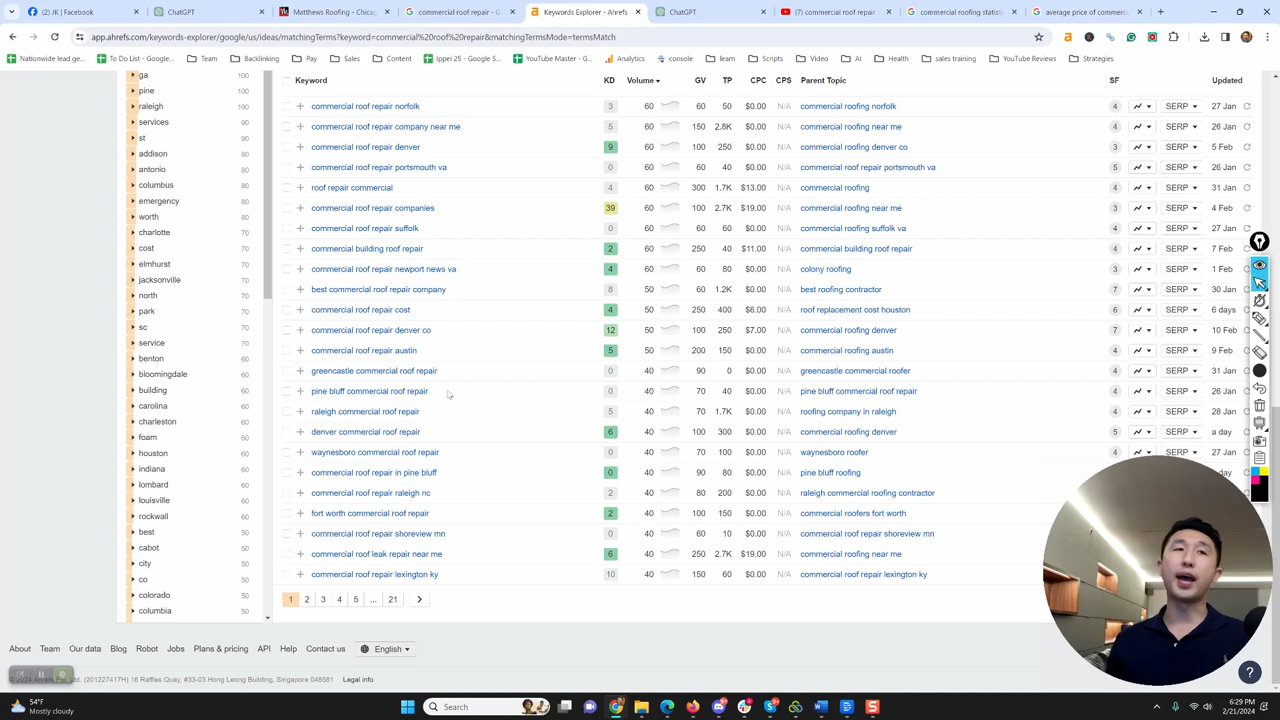 (2) JK | Facebook
ChatGPT
Matthews Roofing - Chicag
commercial roof repair - G
Keywords Explorer - Ahrefs
ChatGPT
(7) commercial roof repair
commercial roofing statisti
average price of commerci
app.ahrefs.com/keywords-explorer/google/us/ideas/matchingTerms?keyword=commercial%20roof%20repair&matchingTermsMode=termsMatch
Nationwide lead ge...
To Do List - Google...
Team
Backlinking
Pay
Sales
Content
Ippei 25 - Google S...
YouTube Master - G...
Analytics
console
learn
Scripts
Video
AI
Health
sales training
YouTube Reviews
Strategies
ga 100
pine 100
raleigh 100
services 90
st 90
addison 80
antonio 80
columbus 80
emergency 80
worth 80
charlotte 70
cost 70
elmhurst 70
jacksonville 70
north 70
park 70
sc 70
service 70
benton 60
bloomingdale 60
building 60
carolina 60
charleston 60
foam 60
houston 60
indiana 60
lombard 60
louisville 60
rockwall 60
best 50
cabot 50
city 50
co 50
colorado 50
columbia 50
Keyword KD Volume GV TP CPC CPS Parent Topic SF Updated
commercial roof repair norfolk 3 60 60 50 $0.00 N/A commercial roofing norfolk 4 SERP 27 Jan
commercial roof repair company near me 5 60 150 2.8K $0.00 N/A commercial roofing near me 4 SERP 26 Jan
commercial roof repair denver 9 60 100 250 $0.00 N/A commercial roofing denver co 3 SERP 5 Feb
commercial roof repair portsmouth va 0 60 60 40 $0.00 N/A commercial roof repair portsmouth va 5 SERP 26 Jan
roof repair commercial 4 60 300 1.7K $13.00 N/A commercial roofing 4 SERP 31 Jan
commercial roof repair companies 39 60 100 2.7K $19.00 N/A commercial roofing near me 3 SERP 4 Feb
commercial roof repair suffolk 0 60 60 60 $0.00 N/A commercial roofing suffolk va 4 SERP 27 Jan
commercial building roof repair 2 60 250 40 $11.00 N/A commercial building roof repair 4 SERP 7 Feb
commercial roof repair newport news va 4 60 60 80 $0.00 N/A colony roofing 3 SERP 1 Feb
best commercial roof repair company 8 50 60 1.2K $0.00 N/A best roofing contractor 7 SERP 30 Jan
commercial roof repair cost 4 50 250 400 $6.00 N/A roof replacement cost houston 6 SERP 6 days
commercial roof repair denver co 12 50 100 250 $7.00 N/A commercial roofing denver 7 SERP 10 Feb
commercial roof repair austin 5 50 200 150 $0.00 N/A commercial roofing austin 4 SERP 9 Feb
greencastle commercial roof repair 0 40 90 0 $0.00 N/A greencastle commercial roofer 4 SERP 31 Jan
pine bluff commercial roof repair 0 40 70 40 $0.00 N/A pine bluff commercial roof repair 4 SERP 26 Jan
raleigh commercial roof repair 5 40 70 1.7K $0.00 N/A roofing company in raleigh 4 SERP 28 Jan
denver commercial roof repair 6 40 100 300 $0.00 N/A commercial roofing denver 5 SERP a day
waynesboro commercial roof repair 0 40 70 100 $0.00 N/A waynesboro roofer 4 SERP 27 Jan
commercial roof repair in pine bluff 0 40 90 80 $0.00 N/A pine bluff roofing day
commercial roof repair raleigh nc 2 40 80 200 $0.00 N/A raleigh commercial roofing contractor
fort worth commercial roof repair 2 40 100 150 $0.00 N/A commercial roofers fort worth
commercial roof repair shoreview mn 0 40 60 10 $0.00 N/A commercial roof repair shoreview mn
commercial roof leak repair near me 6 40 250 2.7K $19.00 N/A commercial roofing near me
commercial roof repair lexington ky 10 40 150 60 $0.00 N/A commercial roof repair lexington ky
1 2 3 4 5 ... 21
About Team Our data Blog Robot Jobs Plans & pricing API Help Contact us English
Ltd. (201227417H) 16 Raffles Quay, #33-03 Hong Leong Building, Singapore 048581 Legal info
54°F
Mostly cloudy
Search
6:29 PM
2/21/2024